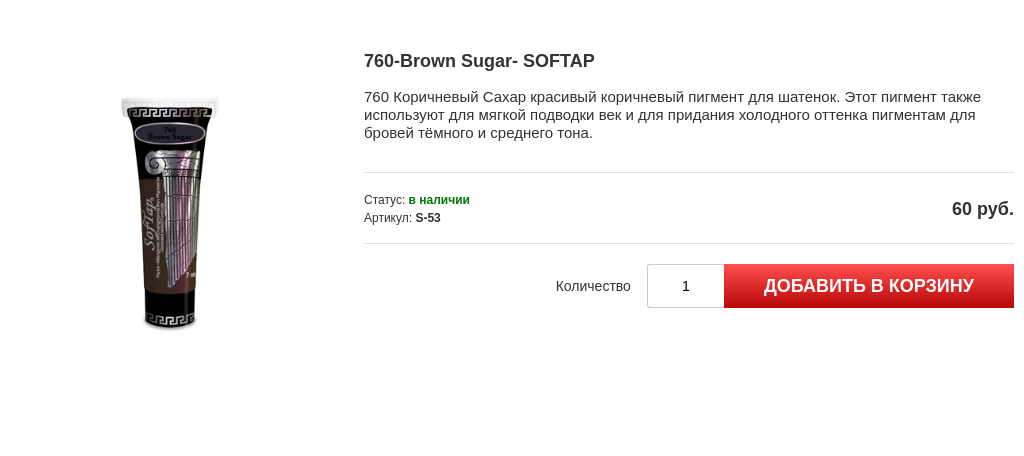 760-Brown Sugar- SOFTAP
760 Коричневый Сахар красивый коричневый пигмент для шатенок. Этот пигмент также
используют для мягкой подводки век и для придания холодного оттенка пигментам для
бровей тёмного и среднего тона.
Статус: в наличии
Артикул: S-53
60 руб.
Количество
1
ДОБАВИТЬ В КОРЗИНУ
760
Brown Sugar
SofTap